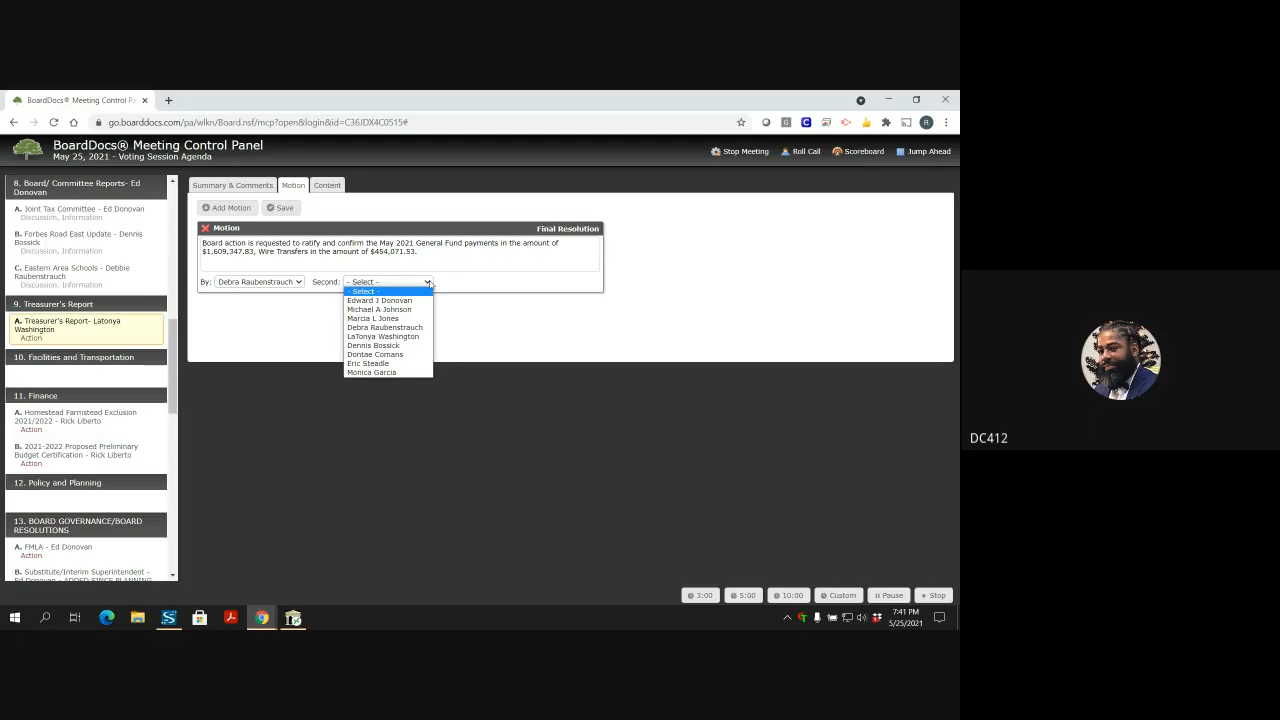 BoardDocs® Meeting Control P
go.boarddocs.com/pa/wlkn/Board.nsf/mcp?open&login&id=C36JDX4C0515#
BoardDocs® Meeting Control Panel
May 25, 2021 - Voting Session Agenda
Stop Meeting
Roll Call
Scoreboard
Jump Ahead
8. Board/ Committee Reports- Ed
Donovan
A. Joint Tax Committee - Ed Donovan
Discussion, Information
B. Forbes Road East Update - Dennis
Bossick
Discussion, Information
C. Eastern Area Schools - Debbie
Raubenstrauch
Discussion, Information
9. Treasurer's Report
A. Treasurer's Report- Latonya
Washington
Action
10. Facilities and Transportation
11. Finance
A. Homestead Farmstead Exclusion
2021/2022 - Rick Liberto
Action
B. 2021-2022 Proposed Preliminary
Budget Certification - Rick Liberto
Action
12. Policy and Planning
13. BOARD GOVERNANCE/BOARD
RESOLUTIONS
A. FMLA - Ed Donovan
Action
B. Substitute/Interim Superintendent -
Ed Donovan - ADDED SINCE PLANNING
Summary & Comments
Motion
Content
Add Motion
Save
Motion
Final Resolution
Board action is requested to ratify and confirm the May 2021 General Fund payments in the amount of
$1,609,347.83, Wire Transfers in the amount of $454,071.53.
By: Debra Raubenstrauch Second: - Select -
- Select -
Edward J Donovan
Michael A Johnson
Marcia L Jones
Debra Raubenstrauch
LaTonya Washington
Dennis Bossick
Dontae Comans
Eric Steadle
Monica Garcia
3:00
5:00
10:00
Custom
Pause
Stop
7:41 PM
5/25/2021
DC412